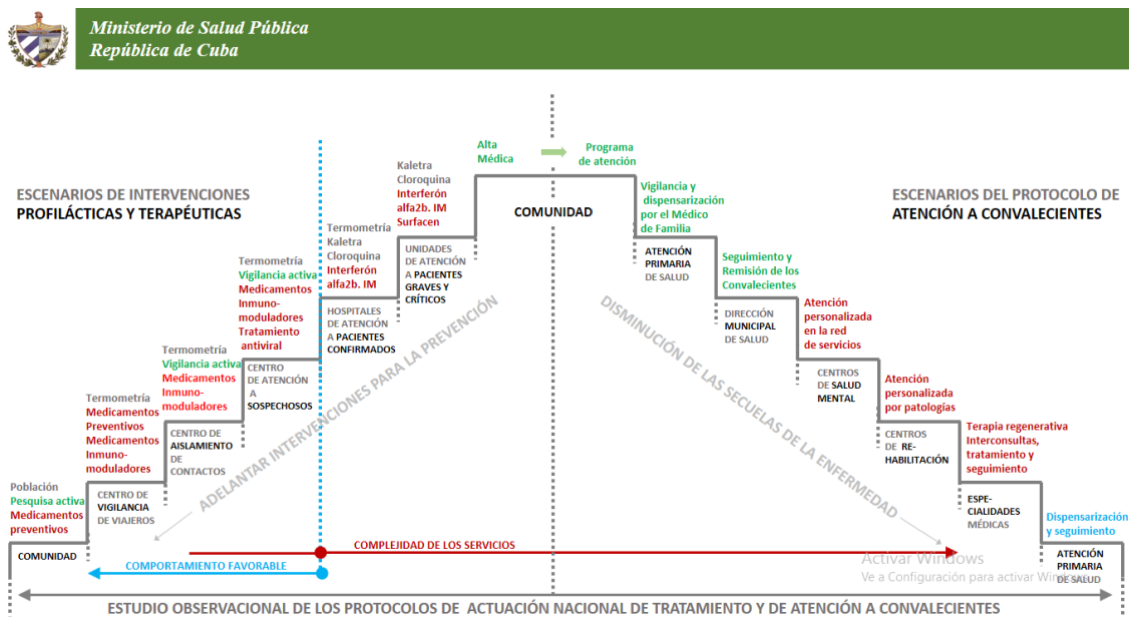 Ministerio de Salud Pública
República de Cuba
ESCENARIOS DE INTERVENCIONES
PROFILÁCTICAS Y TERAPÉUTICAS
Población
Pesquisa activa
Medicamentos
preventivos
COMUNIDAD
Termometría
Medicamentos
Preventivos
Medicamentos
Inmuno-
moduladores
CENTRO DE
VIGILANCIA
DE VIAJEROS
Termometría
Vigilancia activa
Medicamentos
Inmuno-
moduladores
CENTRO DE
AISLAMIENTO
DE
CONTACTOS
Termometría
Vigilancia activa
Medicamentos
Inmuno-
moduladores
Tratamiento
antiviral
CENTRO
DE ATENCIÓN
A
SOSPECHOSOS
Termometría
Kaletra
Cloroquina
Interferón
alfa2b. IM
HOSPITALES
DE ATENCIÓN
A PACIENTES
CONFIRMADOS
Kaletra
Cloroquina
Interferón
alfa2b. IM
Surfacen
UNIDADES
DE ATENCIÓN
A PACIENTES
GRAVES Y
CRÍTICOS
Alta
Médica
Programa
de atención
COMUNIDAD
ESCENARIOS DEL PROTOCOLO DE
ATENCIÓN A CONVALECIENTES
Vigilancia y
dispensarización
por el Médico
de Familia
ATENCIÓN
PRIMARIA
DE SALUD
Seguimiento y
Remisión de los
Convalecientes
DIRECCIÓN
MUNICIPAL
DE SALUD
Atención
personalizada
en la red
de servicios
CENTROS
DE SALUD
MENTAL
Atención
personalizada
por patologías
CENTROS
DE RE-
HABILITACIÓN
Terapia regenerativa
Interconsultas,
tratamiento y
seguimiento
ESPE-
CIALIDADES
MÉDICAS
Dispensarización
y seguimiento
ATENCIÓN
PRIMARIA
DE SALUD
ADELANTAR INTERVENCIONES PARA LA PREVENCIÓN
DISMINUCIÓN DE LAS SECUELAS DE LA ENFERMEDAD
COMPLEJIDAD DE LOS SERVICIOS
COMPORTAMIENTO FAVORABLE
Activar Windows
Ve a Configuración para activar Windows.
ESTUDIO OBSERVACIONAL DE LOS PROTOCOLOS DE ACTUACIÓN NACIONAL DE TRATAMIENTO Y DE ATENCIÓN A CONVALECIENTES